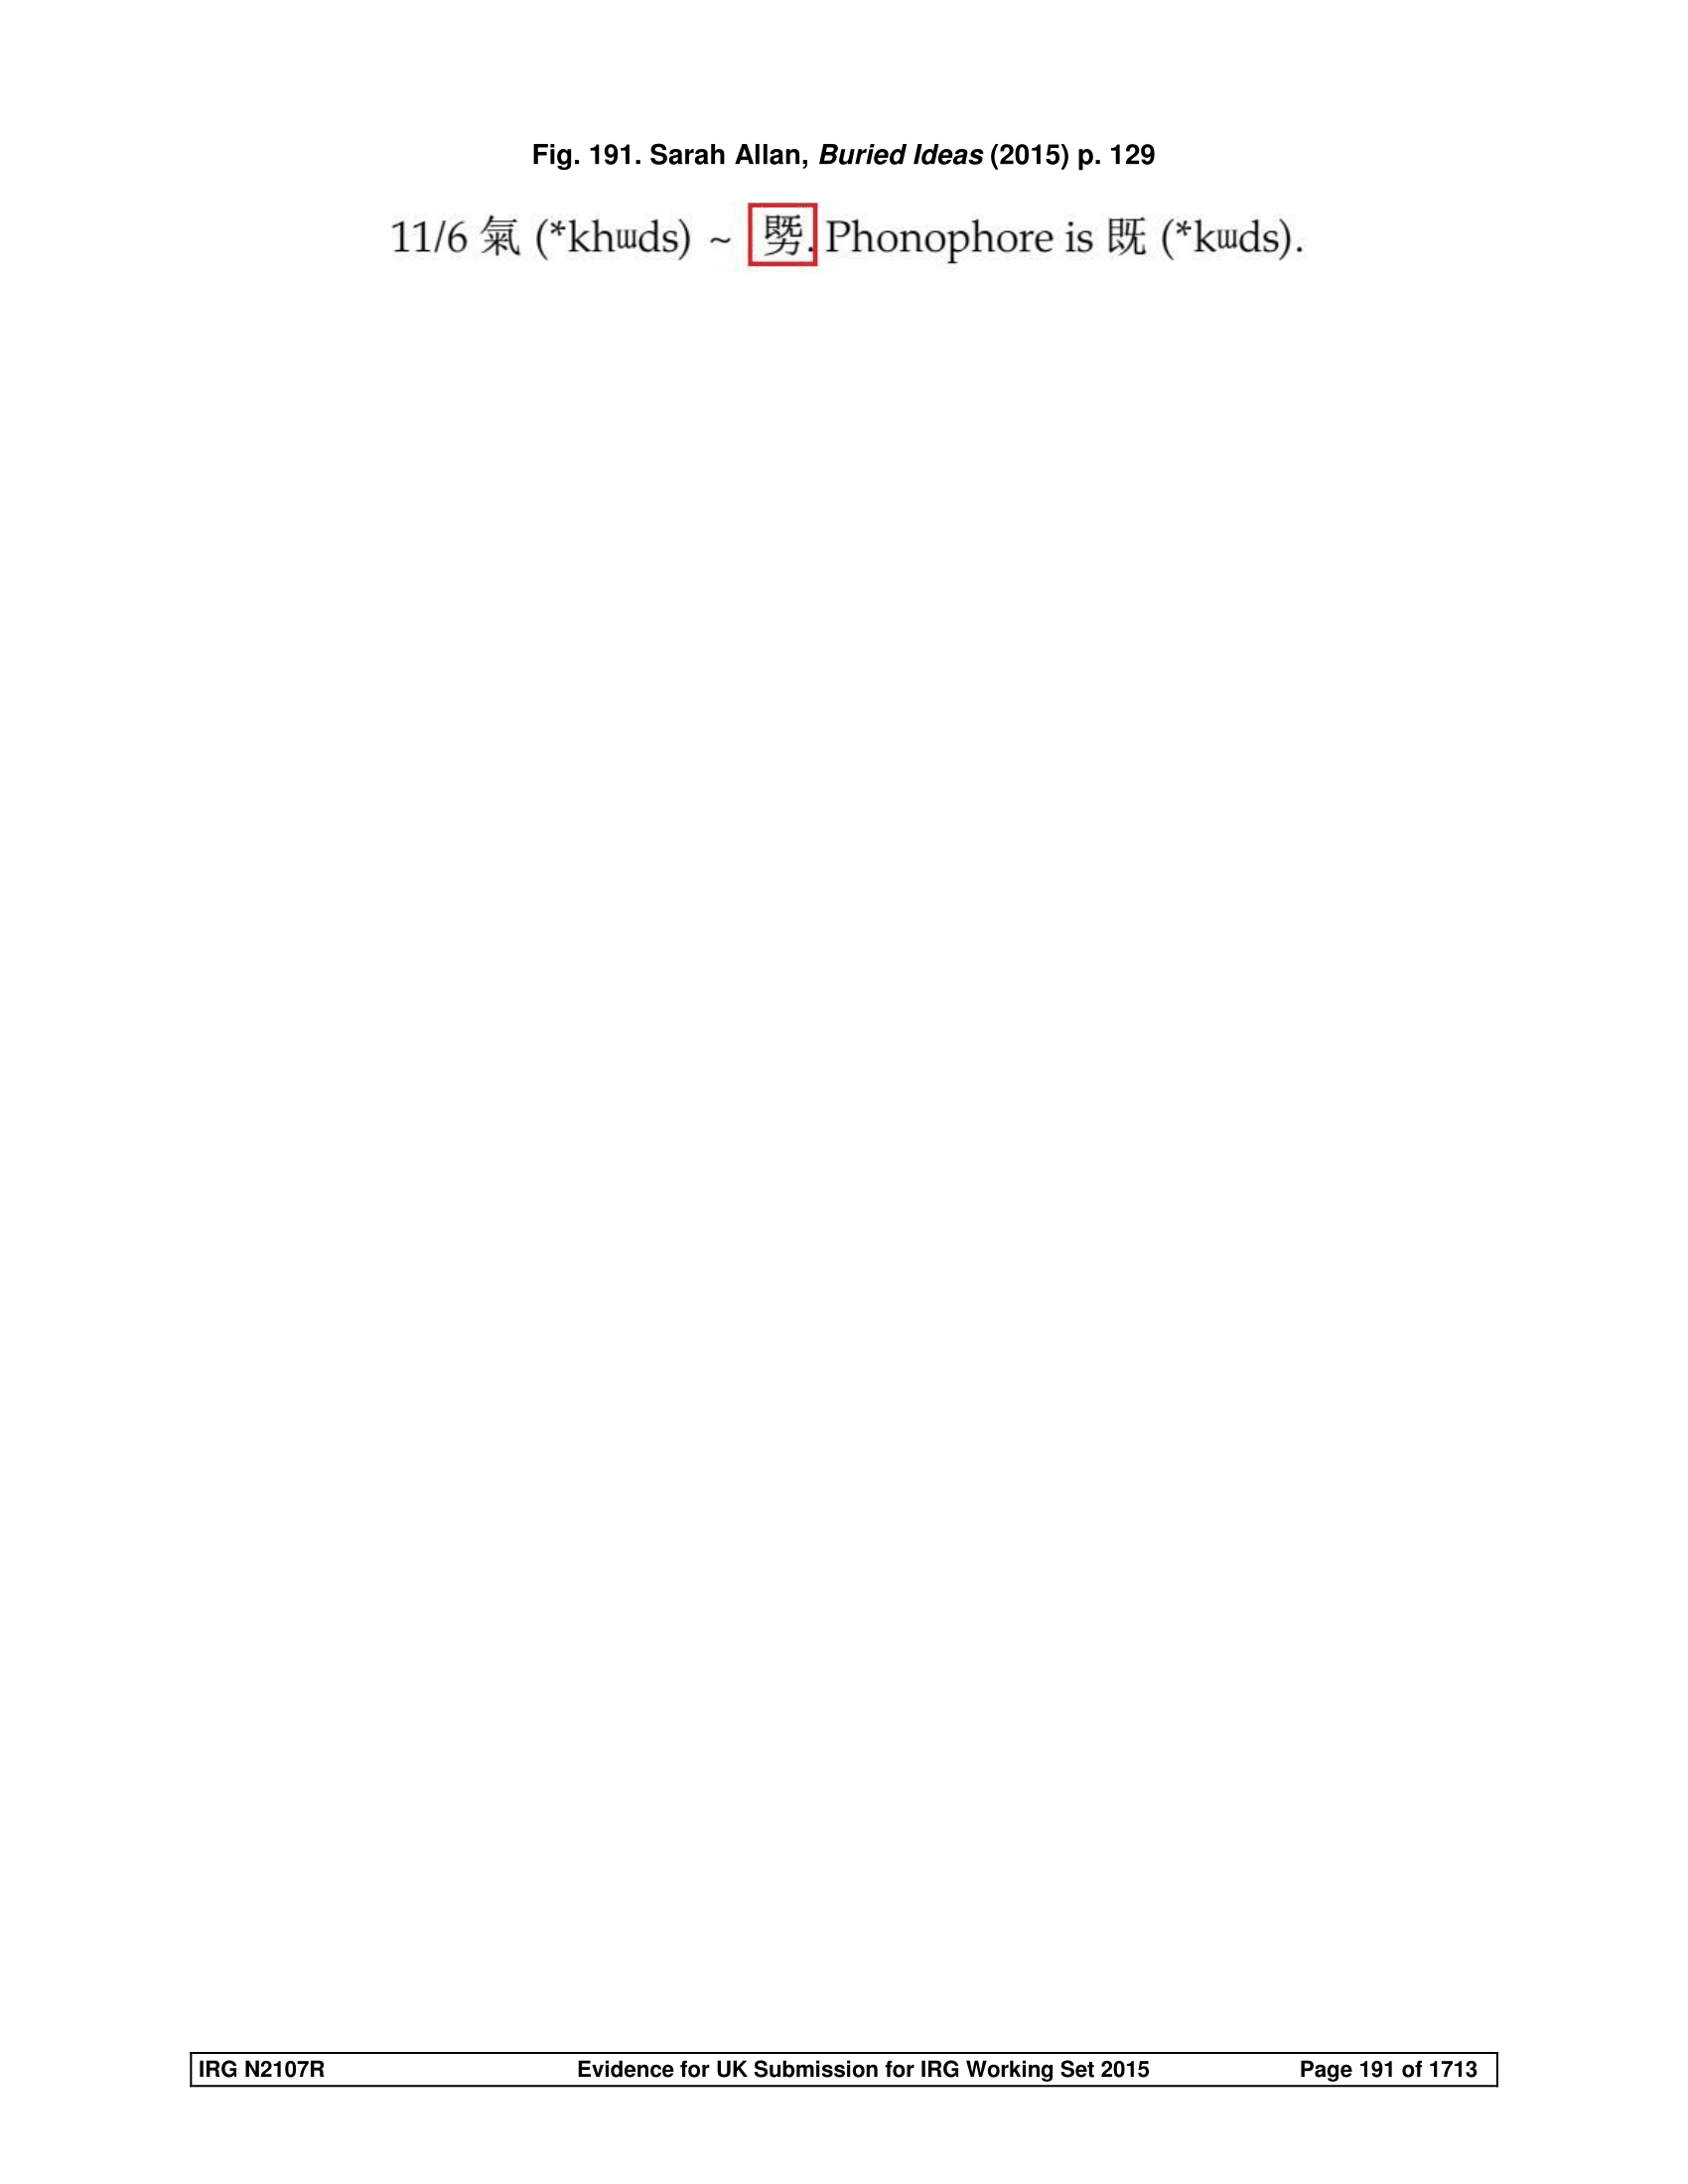 Fig. 191. Sarah Allan, Buried Ideas (2015) p. 129
11/6 氣 (*khɯds) ~ . Phonophore is 既 (*kɯds).
IRG N2107R Evidence for UK Submission for IRG Working Set 2015 Page 191 of 1713